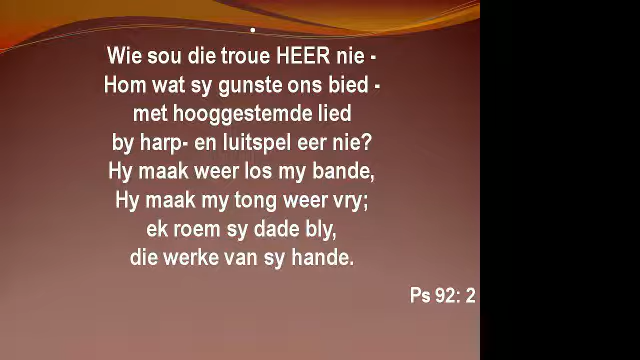 Wie sou die troue HEER nie -
Hom wat sy gunste ons bied -
met hooggestemde lied
by harp- en luitspel eer nie?
Hy maak weer los my bande,
Hy maak my tong weer vry;
ek roem sy dade bly,
die werke van sy hande.
Ps 92: 2